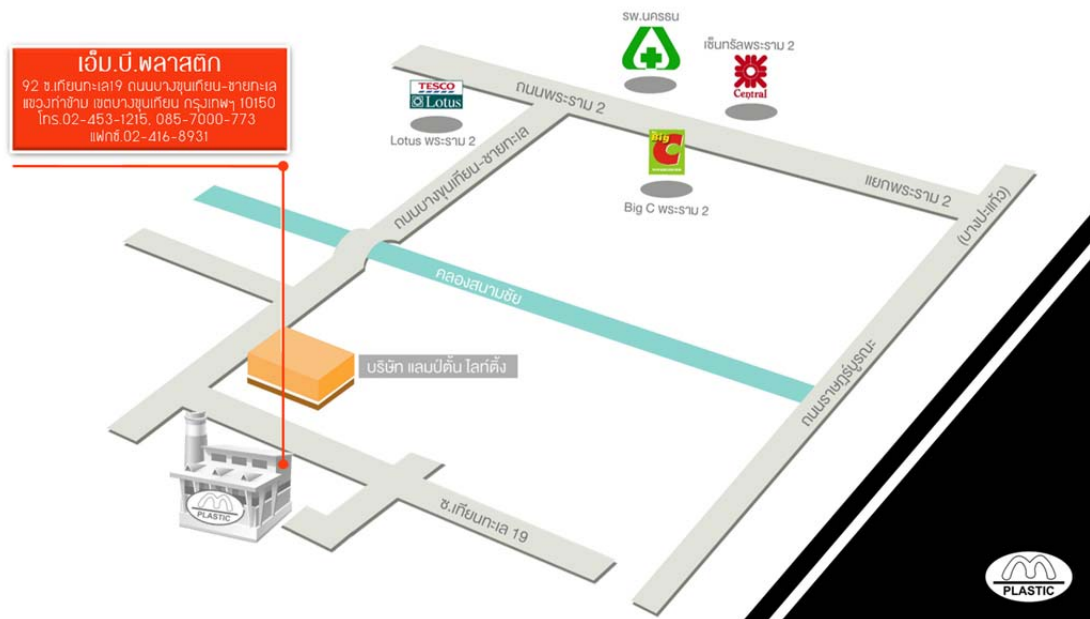 เอ็ม.บี.พลาสติก
92 ซ.เทียนทะเล19 ถนนบางขุนเทียน-ชายทะเล
แขวงท่าข้าม เขตบางขุนเทียน กรุงเทพฯ 10150
โทร.02-453-1215, 085-7000-773
แฟกซ์.02-416-8931
รพ.นครธน
เซ็นทรัลพระราม 2
Central
TESCO
Lotus
Lotus พระราม 2
ถนนพระราม 2
Big
C
Big C พระราม 2
แยกพระราม 2
(บางปะแก้ว)
ถนนบางขุนเทียน-ชายทะเล
คลองสนามชัย
ถนนราษฎร์บูรณะ
บริษัท แลมป์ตั้น ไลท์ติ้ง
M
PLASTIC
ซ.เทียนทะเล 19
M
PLASTIC